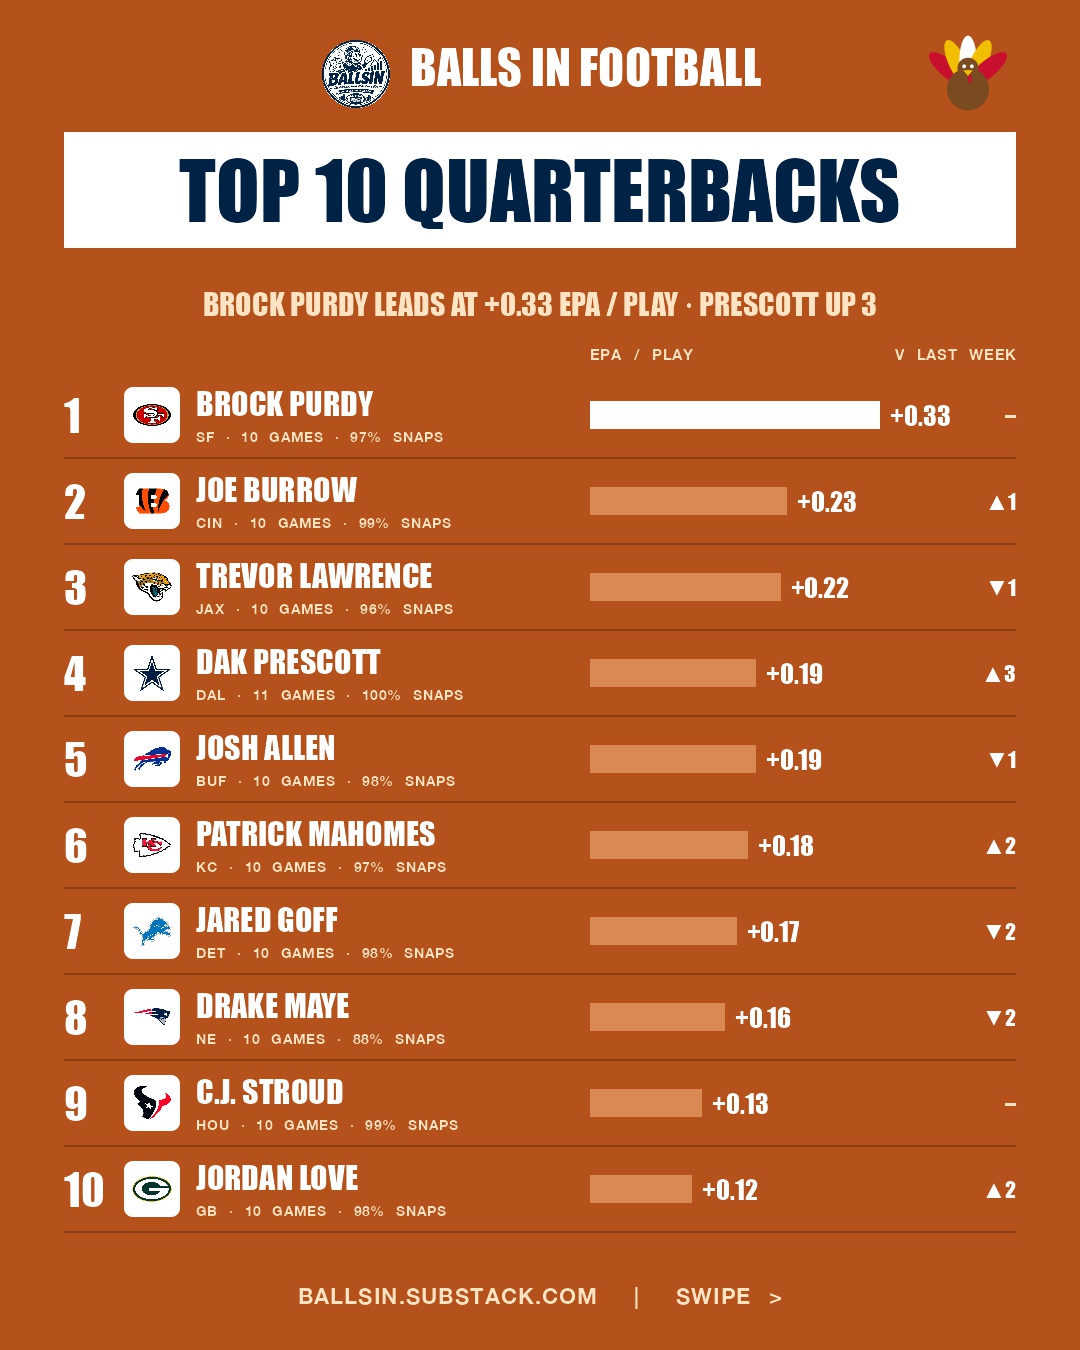 BALLSIN
BALLS IN FOOTBALL
TOP 10 QUARTERBACKS
BROCK PURDY LEADS AT +0.33 EPA / PLAY · PRESCOTT UP 3
EPA / PLAY V LAST WEEK
1 BROCK PURDY +0.33 –
SF · 10 GAMES · 97% SNAPS
2 JOE BURROW +0.23 ▲1
CIN · 10 GAMES · 99% SNAPS
3 TREVOR LAWRENCE +0.22 ▼1
JAX · 10 GAMES · 96% SNAPS
4 DAK PRESCOTT +0.19 ▲3
DAL · 11 GAMES · 100% SNAPS
5 JOSH ALLEN +0.19 ▼1
BUF · 10 GAMES · 98% SNAPS
6 PATRICK MAHOMES +0.18 ▲2
KC · 10 GAMES · 97% SNAPS
7 JARED GOFF +0.17 ▼2
DET · 10 GAMES · 98% SNAPS
8 DRAKE MAYE +0.16 ▼2
NE · 10 GAMES · 88% SNAPS
9 C.J. STROUD +0.13 –
HOU · 10 GAMES · 99% SNAPS
10 JORDAN LOVE +0.12 ▲2
GB · 10 GAMES · 98% SNAPS
BALLSIN.SUBSTACK.COM | SWIPE >